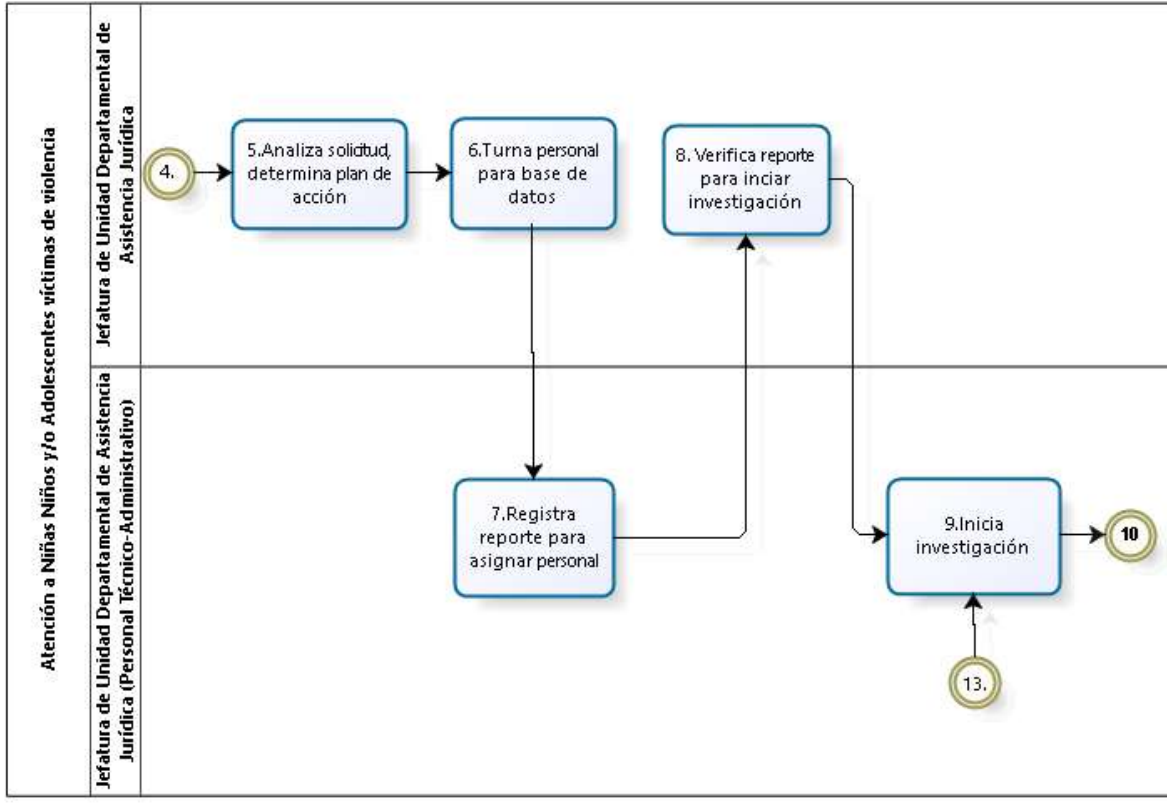 Atención a Niñas Niños y/o Adolescentes víctimas de violencia
Jefatura de Unidad Departamental de
Asistencia Jurídica
4.
5.Analiza solicitud,
determina plan de
acción
6.Turna personal
para base de
datos
8. Verifica reporte
para inciar
investigación
Jefatura de Unidad Departamental de Asistencia
Jurídica (Personal Técnico-Administrativo)
7.Registra
reporte para
asignar personal
9.Inicia
investigación
10
13.